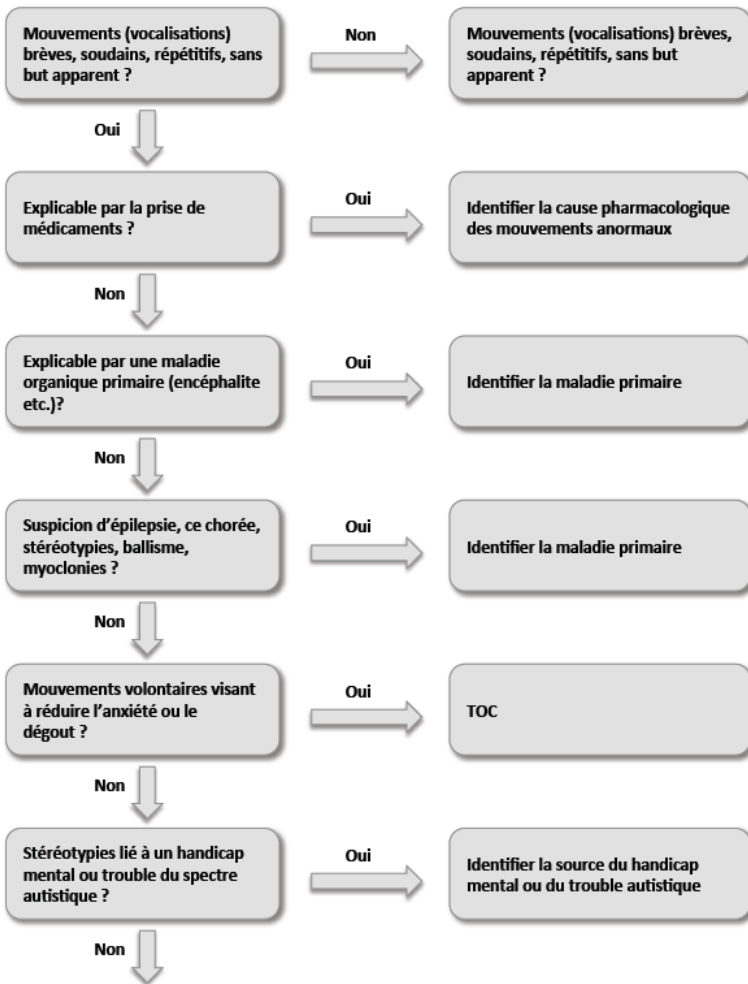 Mouvements (vocalisations)
brèves, soudains, répétitifs, sans
but apparent ?
Non
Mouvements (vocalisations) brèves,
soudains, répétitifs, sans but
apparent ?
Oui
Explicable par la prise de
médicaments ?
Oui
Identifier la cause pharmacologique
des mouvements anormaux
Non
Explicable par une maladie
organique primaire (encéphalite
etc.)?
Oui
Identifier la maladie primaire
Non
Suspicion d'épilepsie, ce chorée,
stéréotypies, ballisme,
myoclonies ?
Oui
Identifier la maladie primaire
Non
Mouvements volontaires visant
à réduire l'anxiété ou le
dégout ?
Oui
TOC
Non
Stéréotypies lié à un handicap
mental ou trouble du spectre
autistique ?
Oui
Identifier la source du handicap
mental ou du trouble autistique
Non